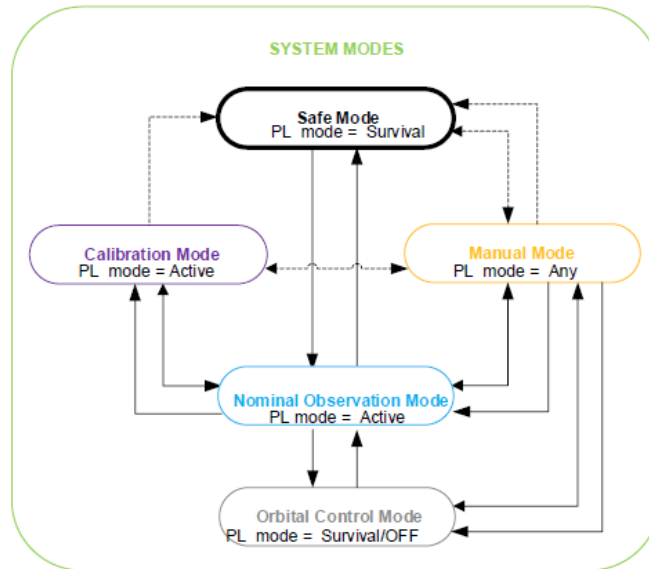 SYSTEM MODES
Safe Mode
PL mode = Survival
Calibration Mode
PL mode = Active
Manual Mode
PL mode = Any
Nominal Observation Mode
PL mode = Active
Orbital Control Mode
PL mode = Survival/OFF